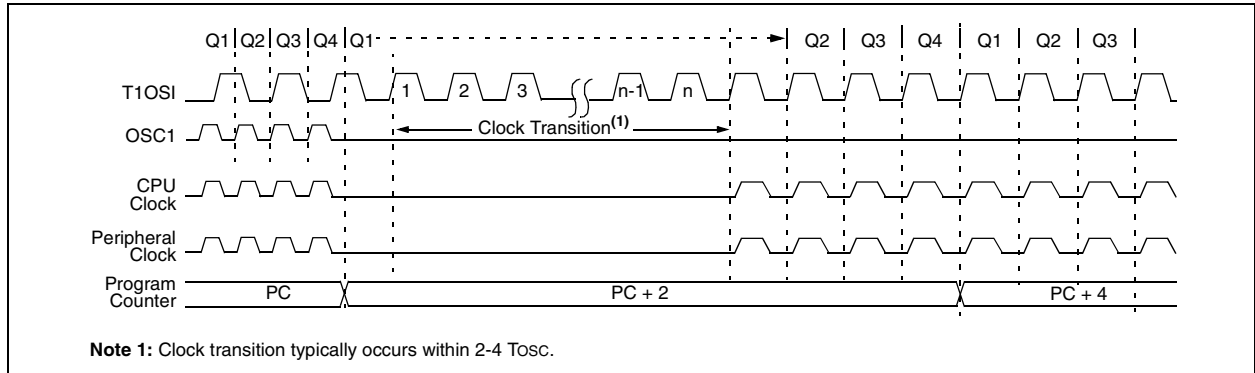 Q1 Q2 Q3 Q4 Q1 Q2 Q3 Q4 Q1 Q2 Q3
T1OSI 1 2 3 n-1 n
Clock Transition(1)
OSC1
CPU
Clock
Peripheral
Clock
Program
Counter
PC PC + 2 PC + 4
Note 1: Clock transition typically occurs within 2-4 TOSC.